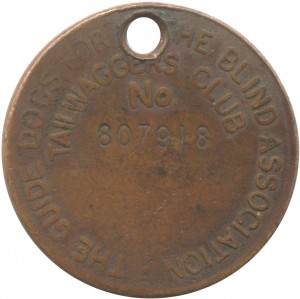 THE GUIDE DOGS FOR THE BLIND ASSOCIATION
TAILWAGGERS CLUB
No
807918